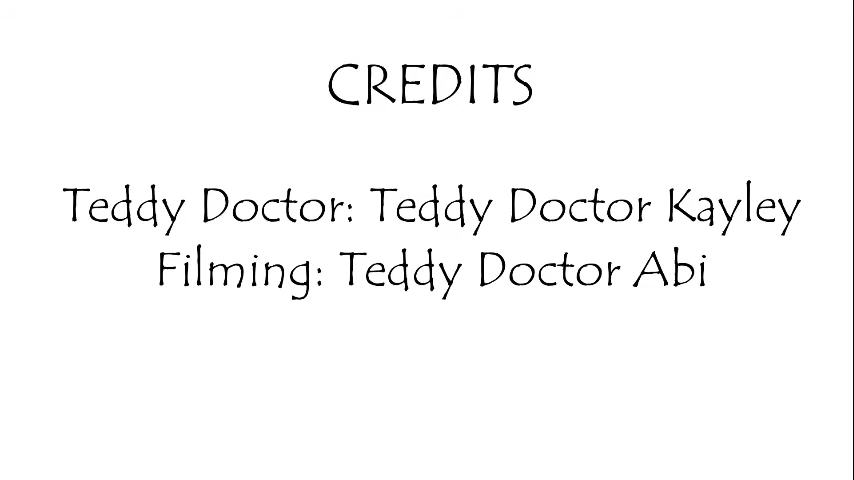 CREDITS
Teddy Doctor: Teddy Doctor Kayley
Filming: Teddy Doctor Abi